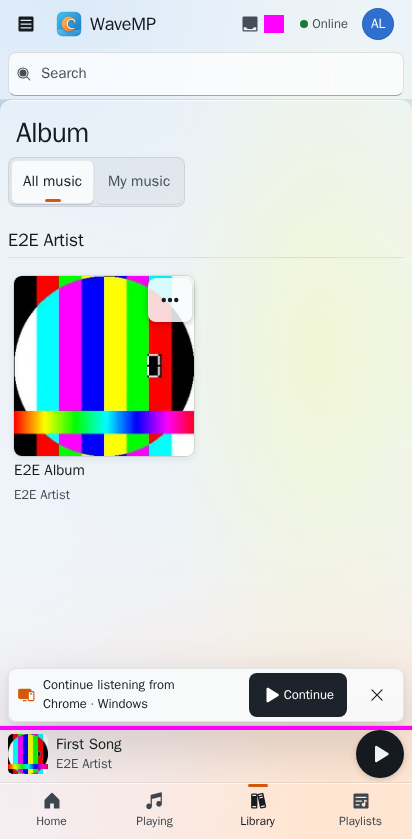 WaveMP
Online
AL
Search
Album
All music
My music
E2E Artist
E2E Album
E2E Artist
Continue listening from
Chrome · Windows
Continue
First Song
E2E Artist
Home
Playing
Library
Playlists